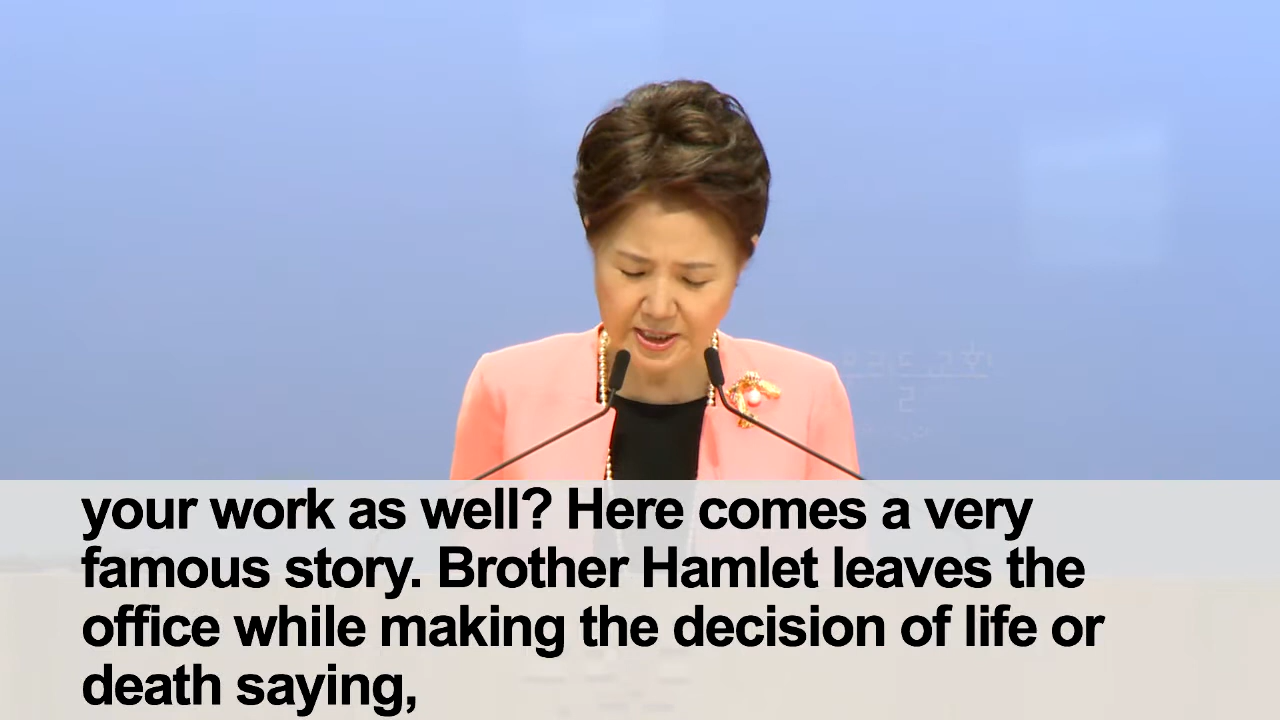 your work as well? Here comes a very
famous story. Brother Hamlet leaves the
office while making the decision of life or
death saying,